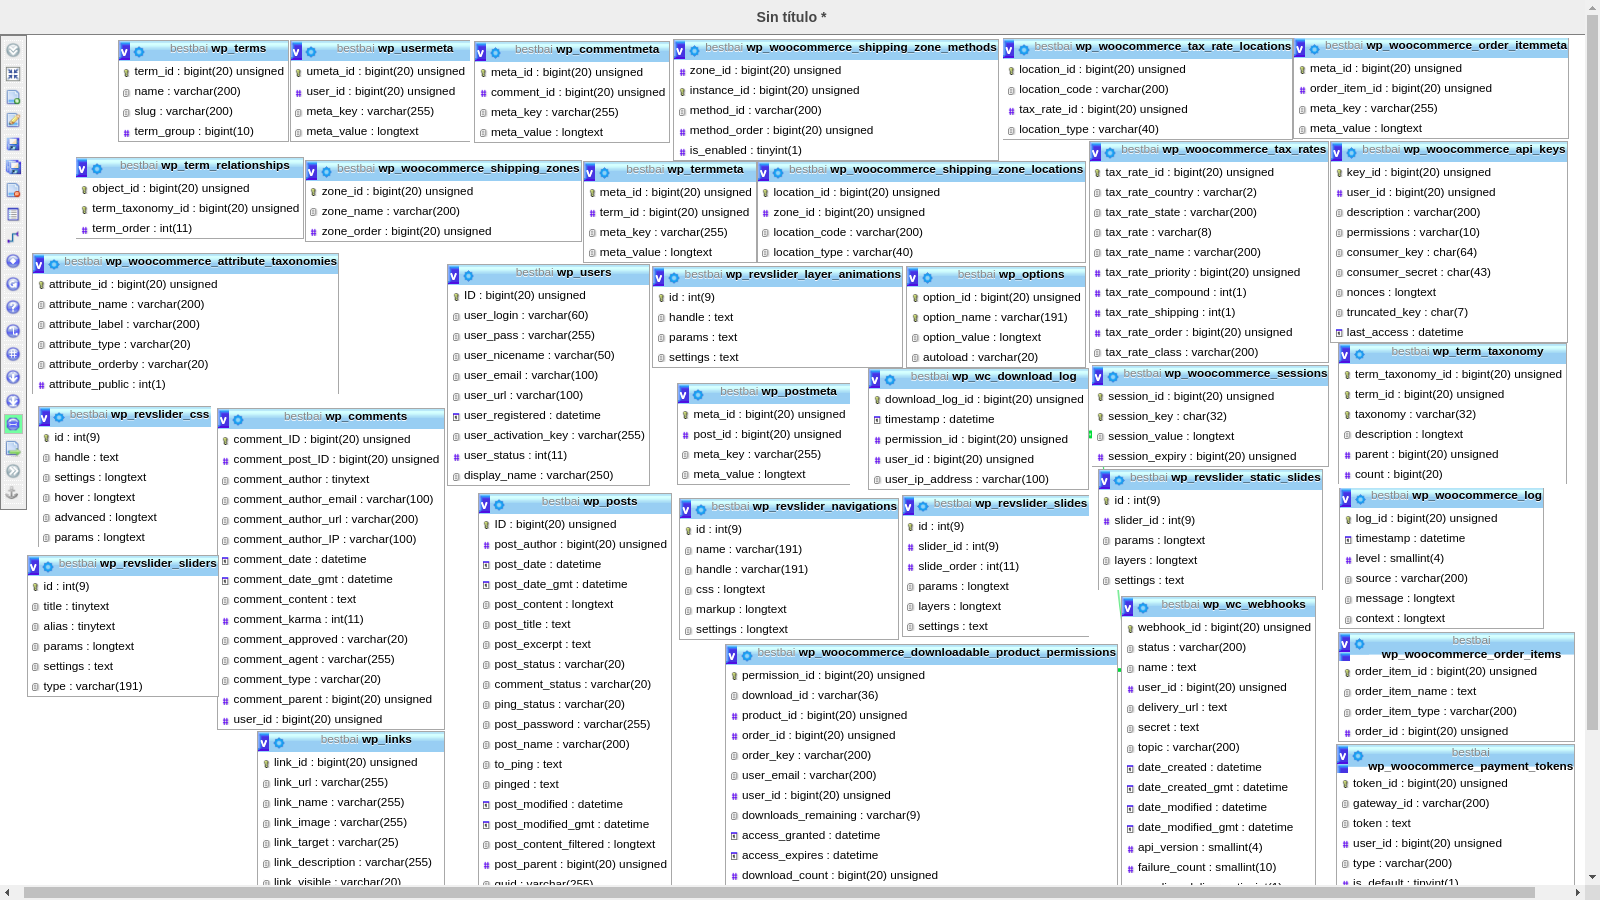 Sin título *
bestbai wp_terms
term_id : bigint(20) unsigned
name : varchar(200)
slug : varchar(200)
term_group : bigint(10)
bestbai wp_usermeta
umeta_id : bigint(20) unsigned
user_id : bigint(20) unsigned
meta_key : varchar(255)
meta_value : longtext
bestbai wp_commentmeta
meta_id : bigint(20) unsigned
comment_id : bigint(20) unsigned
meta_key : varchar(255)
meta_value : longtext
bestbai wp_woocommerce_shipping_zone_methods
zone_id : bigint(20) unsigned
instance_id : bigint(20) unsigned
method_id : varchar(200)
method_order : bigint(20) unsigned
is_enabled : tinyint(1)
bestbai wp_woocommerce_tax_rate_locations
location_id : bigint(20) unsigned
location_code : varchar(200)
tax_rate_id : bigint(20) unsigned
location_type : varchar(40)
bestbai wp_woocommerce_order_itemmeta
meta_id : bigint(20) unsigned
order_item_id : bigint(20) unsigned
meta_key : varchar(255)
meta_value : longtext
bestbai wp_term_relationships
object_id : bigint(20) unsigned
term_taxonomy_id : bigint(20) unsigned
term_order : int(11)
bestbai wp_woocommerce_shipping_zones
zone_id : bigint(20) unsigned
zone_name : varchar(200)
zone_order : bigint(20) unsigned
bestbai wp_termmeta
meta_id : bigint(20) unsigned
term_id : bigint(20) unsigned
meta_key : varchar(255)
meta_value : longtext
bestbai wp_woocommerce_shipping_zone_locations
location_id : bigint(20) unsigned
zone_id : bigint(20) unsigned
location_code : varchar(200)
location_type : varchar(40)
bestbai wp_woocommerce_tax_rates
tax_rate_id : bigint(20) unsigned
tax_rate_country : varchar(2)
tax_rate_state : varchar(200)
tax_rate : varchar(8)
tax_rate_name : varchar(200)
tax_rate_priority : bigint(20) unsigned
tax_rate_compound : int(1)
tax_rate_shipping : int(1)
tax_rate_order : bigint(20) unsigned
tax_rate_class : varchar(200)
bestbai wp_woocommerce_api_keys
key_id : bigint(20) unsigned
user_id : bigint(20) unsigned
description : varchar(200)
permissions : varchar(10)
consumer_key : char(64)
consumer_secret : char(43)
nonces : longtext
truncated_key : char(7)
last_access : datetime
bestbai wp_woocommerce_attribute_taxonomies
attribute_id : bigint(20) unsigned
attribute_name : varchar(200)
attribute_label : varchar(200)
attribute_type : varchar(20)
attribute_orderby : varchar(20)
attribute_public : int(1)
bestbai wp_users
ID : bigint(20) unsigned
user_login : varchar(60)
user_pass : varchar(255)
user_nicename : varchar(50)
user_email : varchar(100)
user_url : varchar(100)
user_registered : datetime
user_activation_key : varchar(255)
user_status : int(11)
display_name : varchar(250)
bestbai wp_revslider_layer_animations
id : int(9)
handle : text
params : text
settings : text
bestbai wp_options
option_id : bigint(20) unsigned
option_name : varchar(191)
option_value : longtext
autoload : varchar(20)
bestbai wp_term_taxonomy
term_taxonomy_id : bigint(20) unsigned
term_id : bigint(20) unsigned
taxonomy : varchar(32)
description : longtext
parent : bigint(20) unsigned
count : bigint(20)
bestbai wp_postmeta
meta_id : bigint(20) unsigned
post_id : bigint(20) unsigned
meta_key : varchar(255)
meta_value : longtext
bestbai wp_wc_download_log
download_log_id : bigint(20) unsigned
timestamp : datetime
permission_id : bigint(20) unsigned
user_id : bigint(20) unsigned
user_ip_address : varchar(100)
bestbai wp_woocommerce_sessions
session_id : bigint(20) unsigned
session_key : char(32)
session_value : longtext
session_expiry : bigint(20) unsigned
bestbai wp_revslider_css
id : int(9)
handle : text
settings : longtext
hover : longtext
advanced : longtext
params : longtext
bestbai wp_comments
comment_ID : bigint(20) unsigned
comment_post_ID : bigint(20) unsigned
comment_author : tinytext
comment_author_email : varchar(100)
comment_author_url : varchar(200)
comment_author_IP : varchar(100)
comment_date : datetime
comment_date_gmt : datetime
comment_content : text
comment_karma : int(11)
comment_approved : varchar(20)
comment_agent : varchar(255)
comment_type : varchar(20)
comment_parent : bigint(20) unsigned
user_id : bigint(20) unsigned
bestbai wp_posts
ID : bigint(20) unsigned
post_author : bigint(20) unsigned
post_date : datetime
post_date_gmt : datetime
post_content : longtext
post_title : text
post_excerpt : text
post_status : varchar(20)
comment_status : varchar(20)
ping_status : varchar(20)
post_password : varchar(255)
post_name : varchar(200)
to_ping : text
pinged : text
post_modified : datetime
post_modified_gmt : datetime
post_content_filtered : longtext
post_parent : bigint(20) unsigned
guid : varchar(255)
bestbai wp_revslider_navigations
id : int(9)
name : varchar(191)
handle : varchar(191)
css : longtext
markup : longtext
settings : longtext
bestbai wp_revslider_slides
id : int(9)
slider_id : int(9)
slide_order : int(11)
params : longtext
layers : longtext
settings : text
bestbai wp_revslider_static_slides
id : int(9)
slider_id : int(9)
params : longtext
layers : longtext
settings : text
bestbai wp_woocommerce_log
log_id : bigint(20) unsigned
timestamp : datetime
level : smallint(4)
source : varchar(200)
message : longtext
context : longtext
bestbai wp_revslider_sliders
id : int(9)
title : tinytext
alias : tinytext
params : longtext
settings : text
type : varchar(191)
bestbai wp_woocommerce_downloadable_product_permissions
permission_id : bigint(20) unsigned
download_id : varchar(36)
product_id : bigint(20) unsigned
order_id : bigint(20) unsigned
order_key : varchar(200)
user_email : varchar(200)
user_id : bigint(20) unsigned
downloads_remaining : varchar(9)
access_granted : datetime
access_expires : datetime
download_count : bigint(20) unsigned
bestbai wp_wc_webhooks
webhook_id : bigint(20) unsigned
status : varchar(200)
name : text
user_id : bigint(20) unsigned
delivery_url : text
secret : text
topic : varchar(200)
date_created : datetime
date_created_gmt : datetime
date_modified : datetime
date_modified_gmt : datetime
api_version : smallint(4)
failure_count : smallint(10)
bestbai
wp_woocommerce_order_items
order_item_id : bigint(20) unsigned
order_item_name : text
order_item_type : varchar(200)
order_id : bigint(20) unsigned
bestbai wp_links
link_id : bigint(20) unsigned
link_url : varchar(255)
link_name : varchar(255)
link_image : varchar(255)
link_target : varchar(25)
link_description : varchar(255)
link_visible : varchar(20)
bestbai
wp_woocommerce_payment_tokens
token_id : bigint(20) unsigned
gateway_id : varchar(200)
token : text
user_id : bigint(20) unsigned
type : varchar(200)
is_default : tinyint(1)